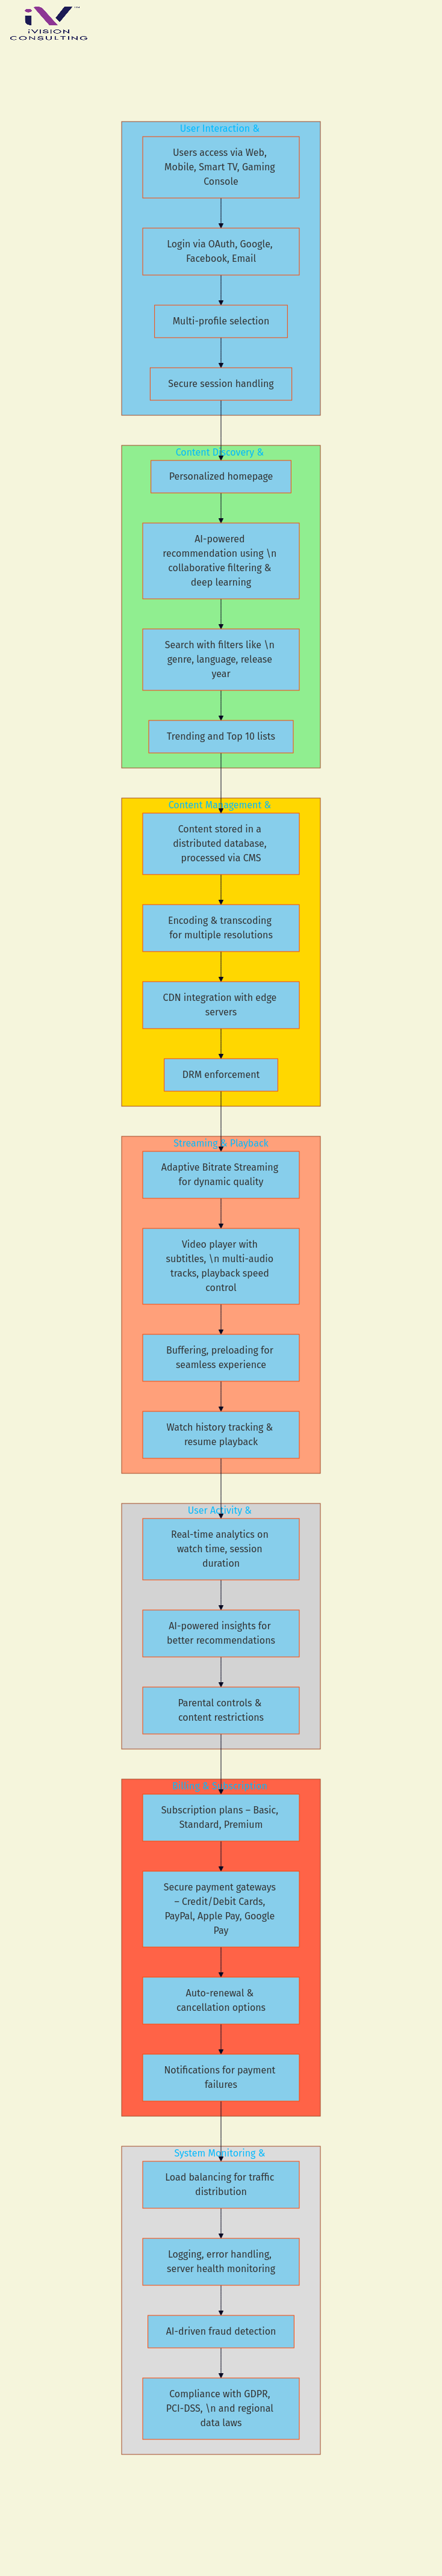 iV™
iVISION
CONSULTING
User Interaction &
Users access via Web,
Mobile, Smart TV, Gaming
Console
Login via OAuth, Google,
Facebook, Email
Multi-profile selection
Secure session handling
Content Discovery &
Personalized homepage
AI-powered
recommendation using \n
collaborative filtering &
deep learning
Search with filters like \n
genre, language, release
year
Trending and Top 10 lists
Content Management &
Content stored in a
distributed database,
processed via CMS
Encoding & transcoding
for multiple resolutions
CDN integration with edge
servers
DRM enforcement
Streaming & Playback
Adaptive Bitrate Streaming
for dynamic quality
Video player with
subtitles, \n multi-audio
tracks, playback speed
control
Buffering, preloading for
seamless experience
Watch history tracking &
resume playback
User Activity &
Real-time analytics on
watch time, session
duration
AI-powered insights for
better recommendations
Parental controls &
content restrictions
Billing & Subscription
Subscription plans – Basic,
Standard, Premium
Secure payment gateways
– Credit/Debit Cards,
PayPal, Apple Pay, Google
Pay
Auto-renewal &
cancellation options
Notifications for payment
failures
System Monitoring &
Load balancing for traffic
distribution
Logging, error handling,
server health monitoring
AI-driven fraud detection
Compliance with GDPR,
PCI-DSS, \n and regional
data laws